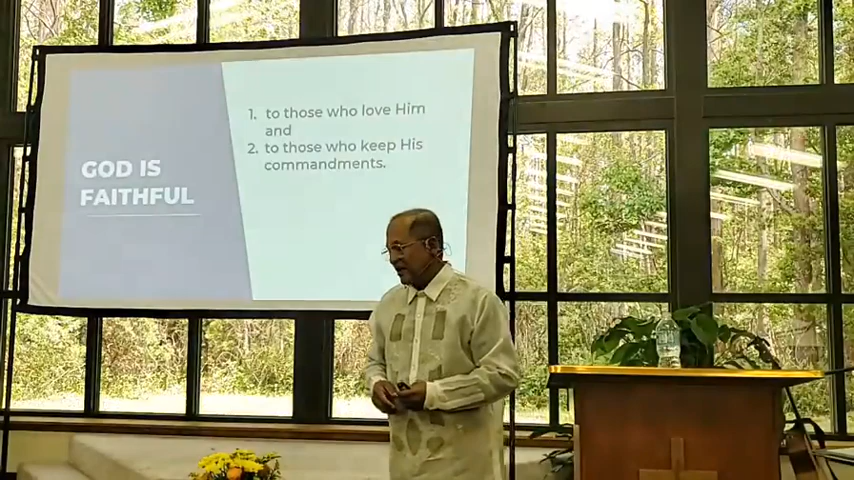 GOD IS
FAITHFUL
1. to those who love Him
and
2. to those who keep His
commandments.